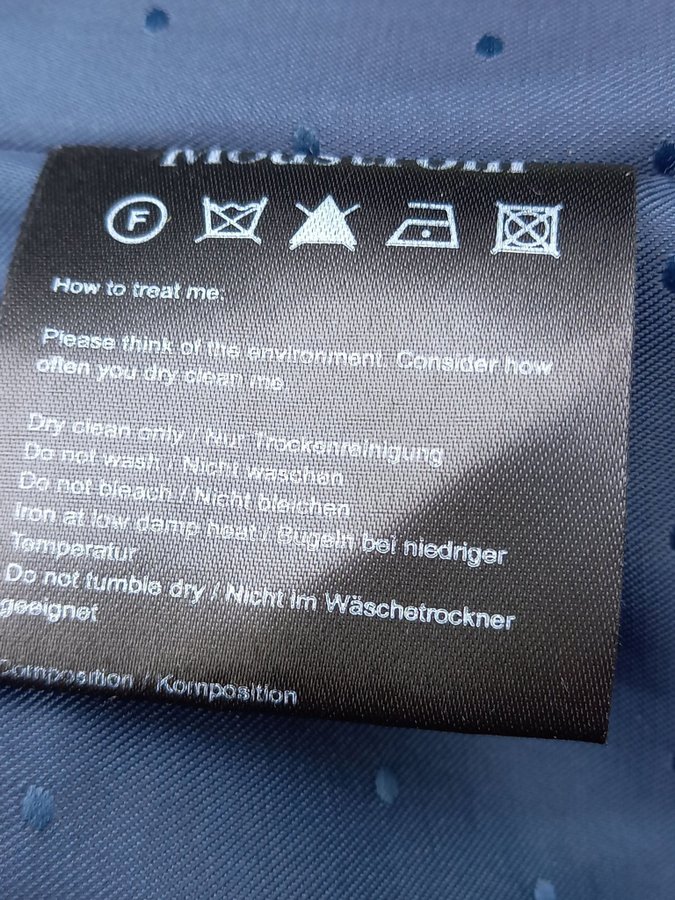 F
How to treat me:
Please think of the environment. Consider how
often you dry clean me.
Dry clean only / Nur Trockenreinigung
Do not wash / Nicht waschen
Do not bleach / Nicht bleichen
Iron at low damp heat / Bugeln bei niedriger
Temperatur
Do not tumble dry / Nicht im Wäschetrockner
geeignet
Composition / Komposition